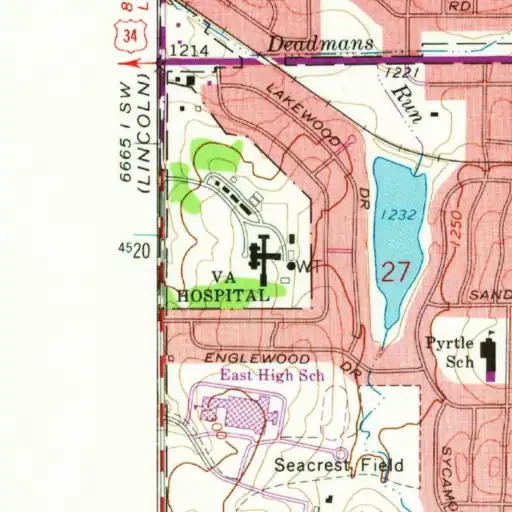 RD
34
1214
Deadmans
1221
Run
LAKEWOOD
DR
6665 I SW
(LINCOLN)
1232
1250
4520
WT
27
VA
HOSPITAL
SAND
Pyrtle
Sch
ENGLEWOOD
DR
East High Sch
Seacrest Field
SYCAMO